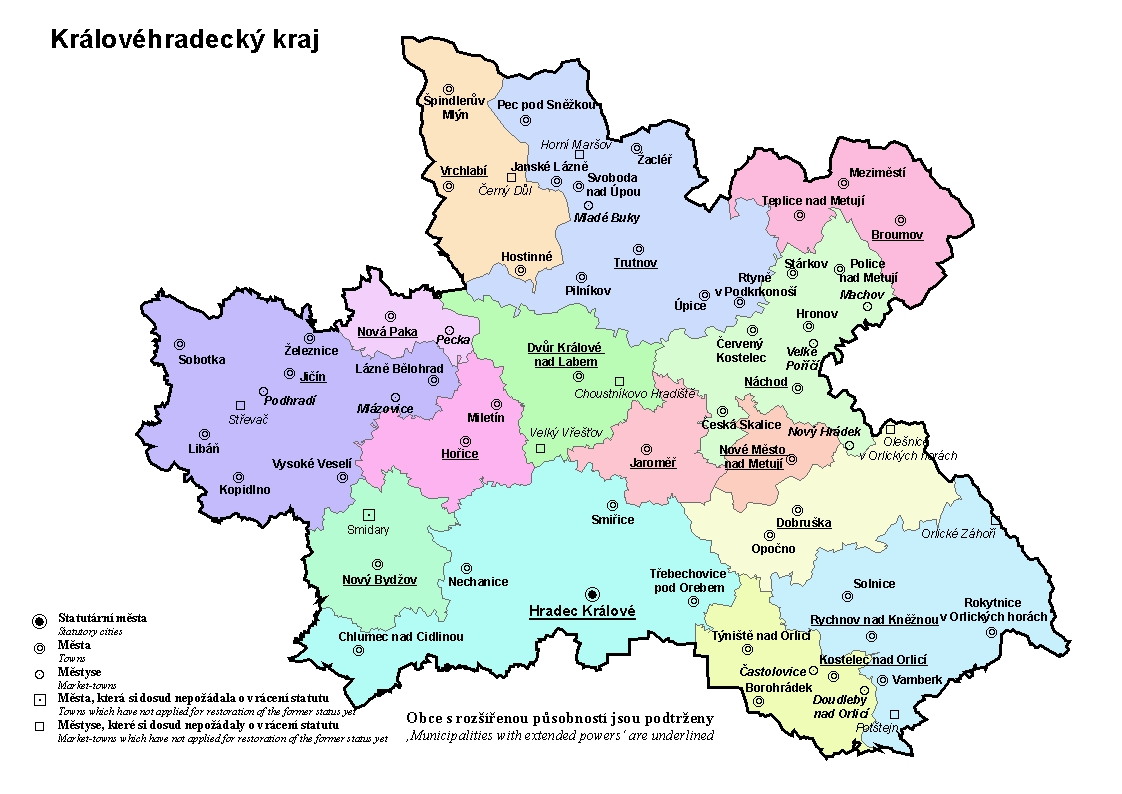 Královéhradecký kraj
Špindlerův
Mlýn
Pec pod Sněžkou
Horní Maršov
Žacléř
Vrchlabí
Janské Lázně
Černý Důl
Svoboda
nad Úpou
Mladé Buky
Meziměstí
Teplice nad Metují
Broumov
Hostinné
Trutnov
Pilníkov
Stárkov
Police
nad Metují
Rtyně
v Podkrkonoší
Machov
Úpice
Hronov
Nová Paka
Pecka
Sobotka
Železnice
Dvůr Králové
nad Labem
Červený
Kostelec
Velké
Poříčí
Lázně Bělohrad
Jičín
Náchod
Podhradí
Choustníkovo Hradiště
Mlázovice
Střevač
Miletín
Česká Skalice
Velký Vřešťov
Nový Hrádek
Olešnice
v Orlických horách
Libáň
Hořice
Jaroměř
Nové Město
nad Metují
Vysoké Veselí
Kopidlno
Smiřice
Dobruška
Smidary
Orlické Záhoří
Opočno
Nový Bydžov
Nechanice
Třebechovice
pod Orebem
Solnice
Hradec Králové
Rokytnice
v Orlických horách
Rychnov nad Kněžnou
Chlumec nad Cidlinou
Týniště nad Orlicí
Kostelec nad Orlicí
Častolovice
Vamberk
Borohrádek
Doudleby
nad Orlicí
Potštejn
Statutární města
Statutory cities
Města
Towns
Městyse
Market-towns
Města, která si dosud nepožádala o vrácení statutu
Towns which have not applied for restoration of the former status yet
Městyse, které si dosud nepožádaly o vrácení statutu
Market-towns which have not applied for restoration of the former status yet
Obce s rozšířenou působností jsou podtrženy
‚Municipalities with extended powers‘ are underlined